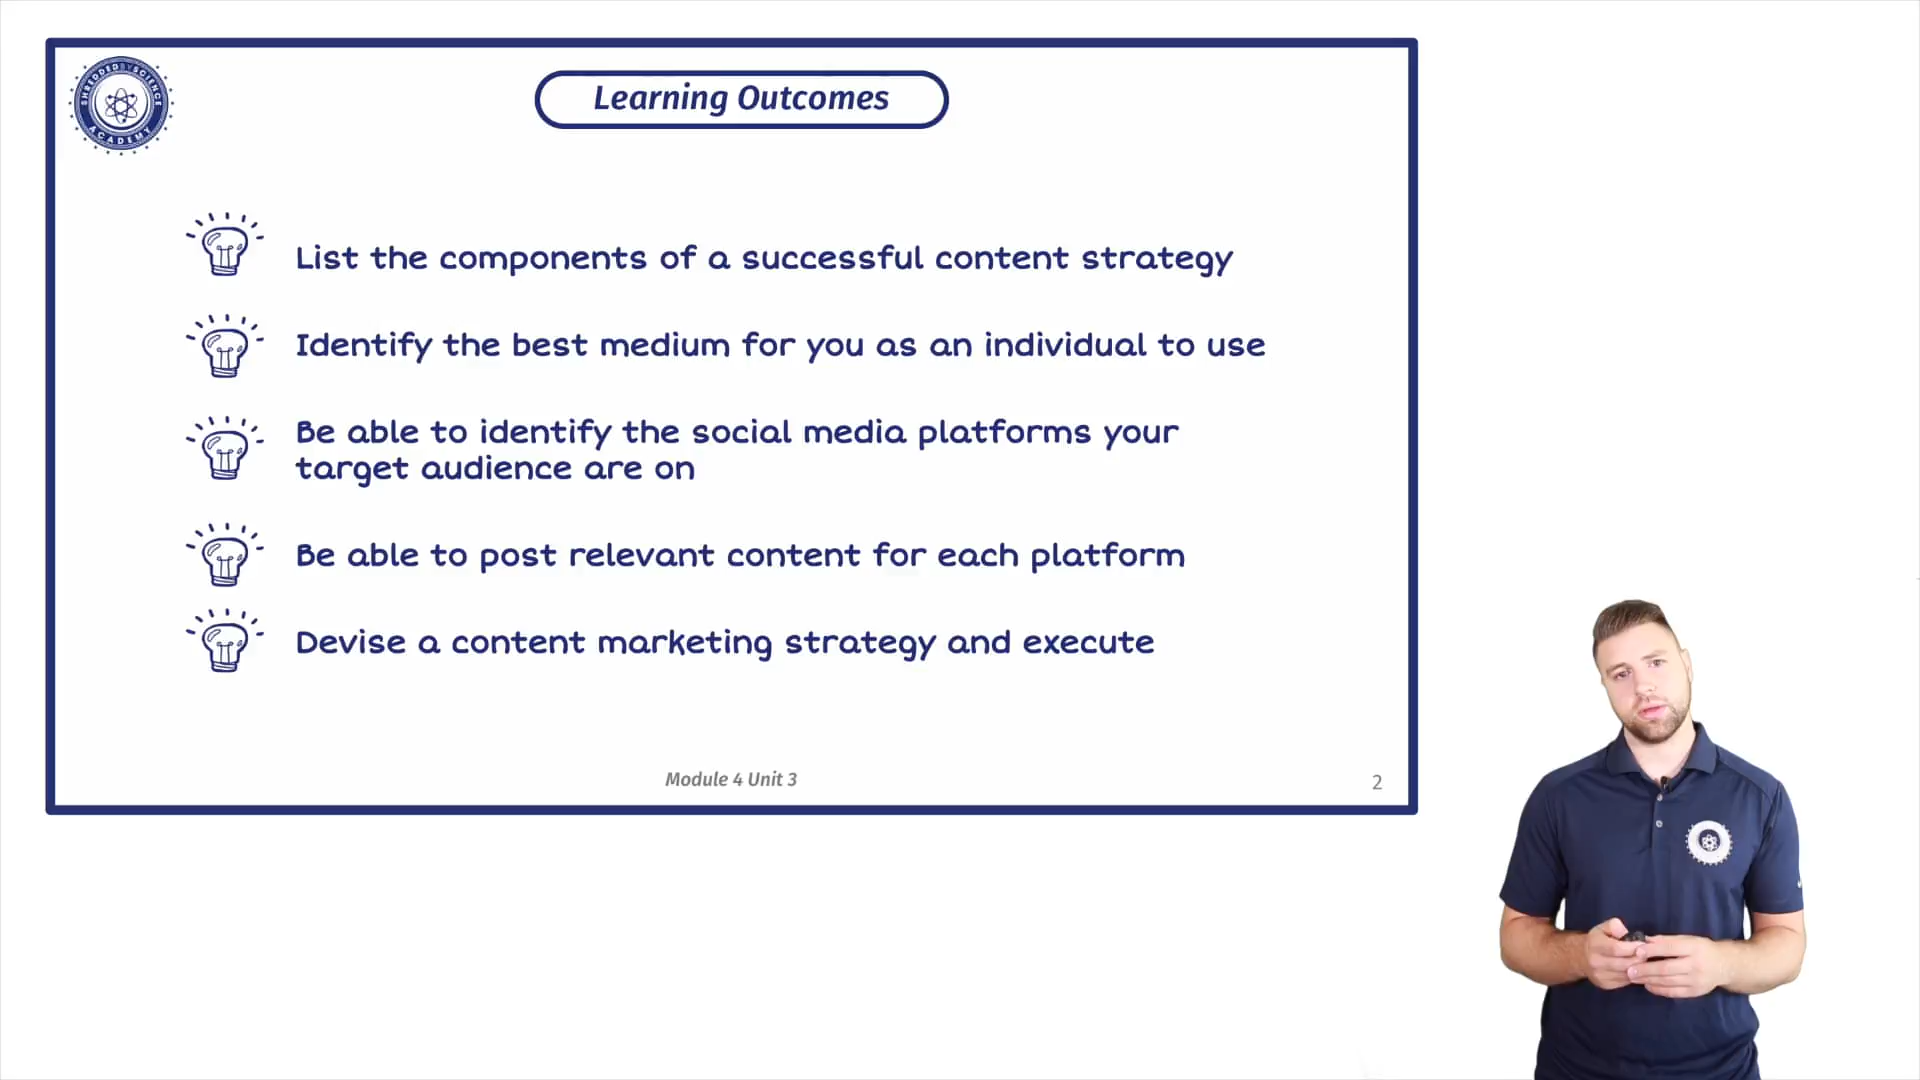 SHREDDEDBYSCIENCE
ACADEMY
Learning Outcomes
List the components of a successful content strategy
Identify the best medium for you as an individual to use
Be able to identify the social media platforms your
target audience are on
Be able to post relevant content for each platform
Devise a content marketing strategy and execute
Module 4 Unit 3
2